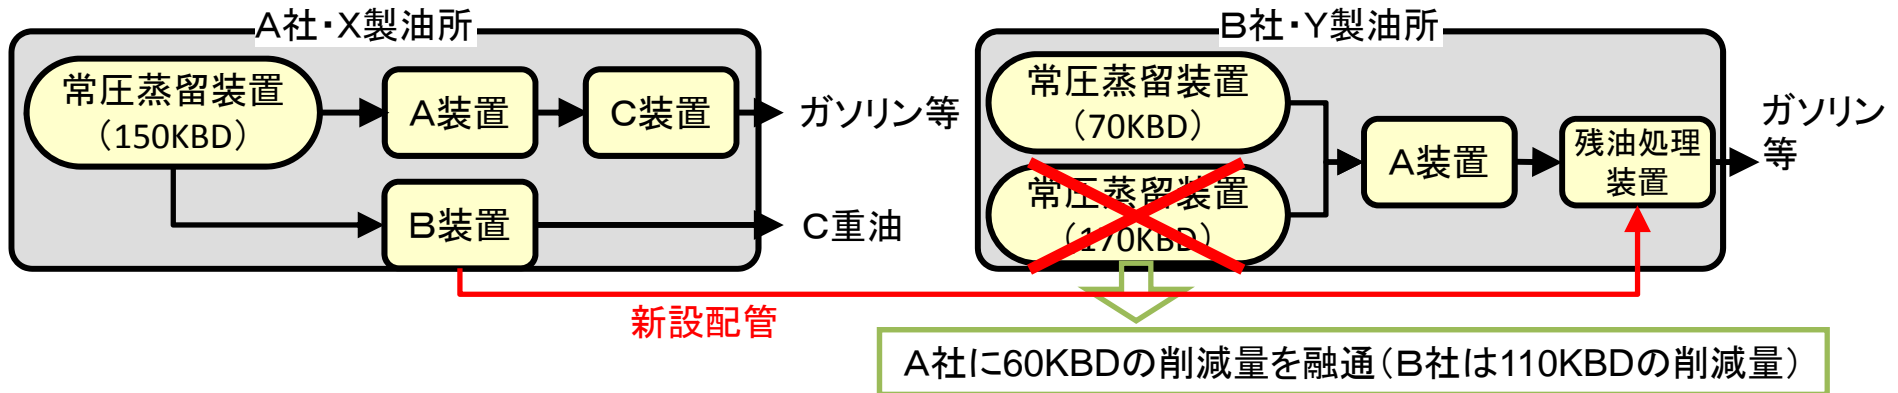 A社・X製油所
常圧蒸留装置
（150KBD）
A装置
C装置
ガソリン等
B装置
C重油
B社・Y製油所
常圧蒸留装置
（70KBD）
常圧蒸留装置
（170KBD）
A装置
残油処理
装置
ガソリン
等
新設配管
A社に60KBDの削減量を融通（B社は110KBDの削減量）